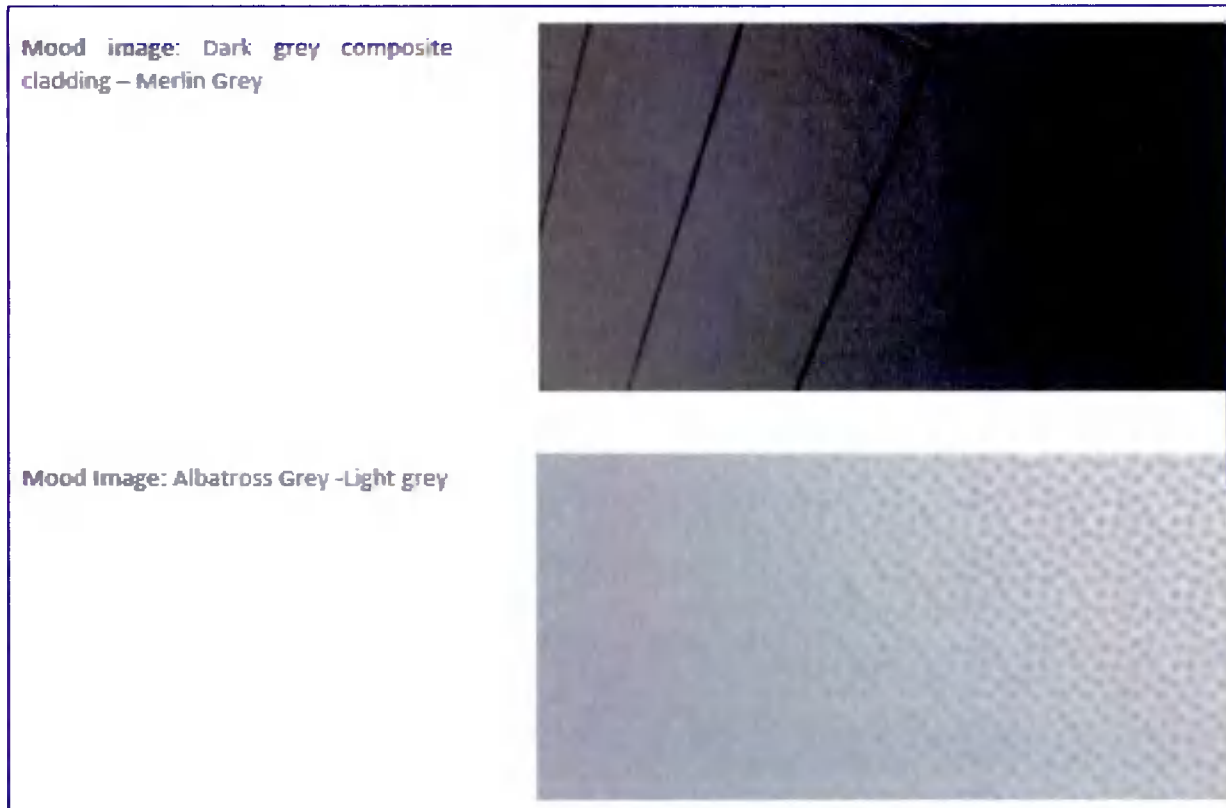 Mood image: Dark grey composite
cladding – Merlin Grey
Mood Image: Albatross Grey -Light grey